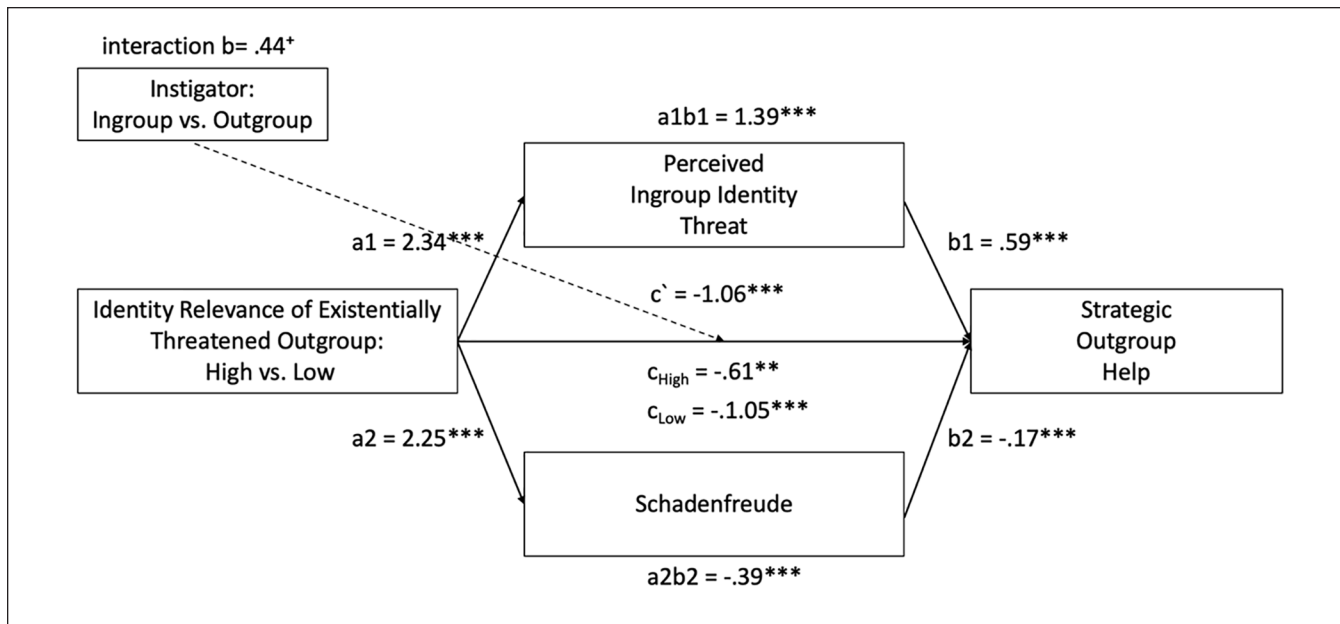 interaction b= .44⁺
Instigator:
Ingroup vs. Outgroup
a1b1 = 1.39***
Perceived
Ingroup Identity
Threat
a1 = 2.34***
b1 = .59***
c` = -1.06***
Identity Relevance of Existentially
Threatened Outgroup:
High vs. Low
Strategic
Outgroup
Help
cHigh = -.61**
cLow = -.1.05***
a2 = 2.25***
b2 = -.17***
Schadenfreude
a2b2 = -.39***